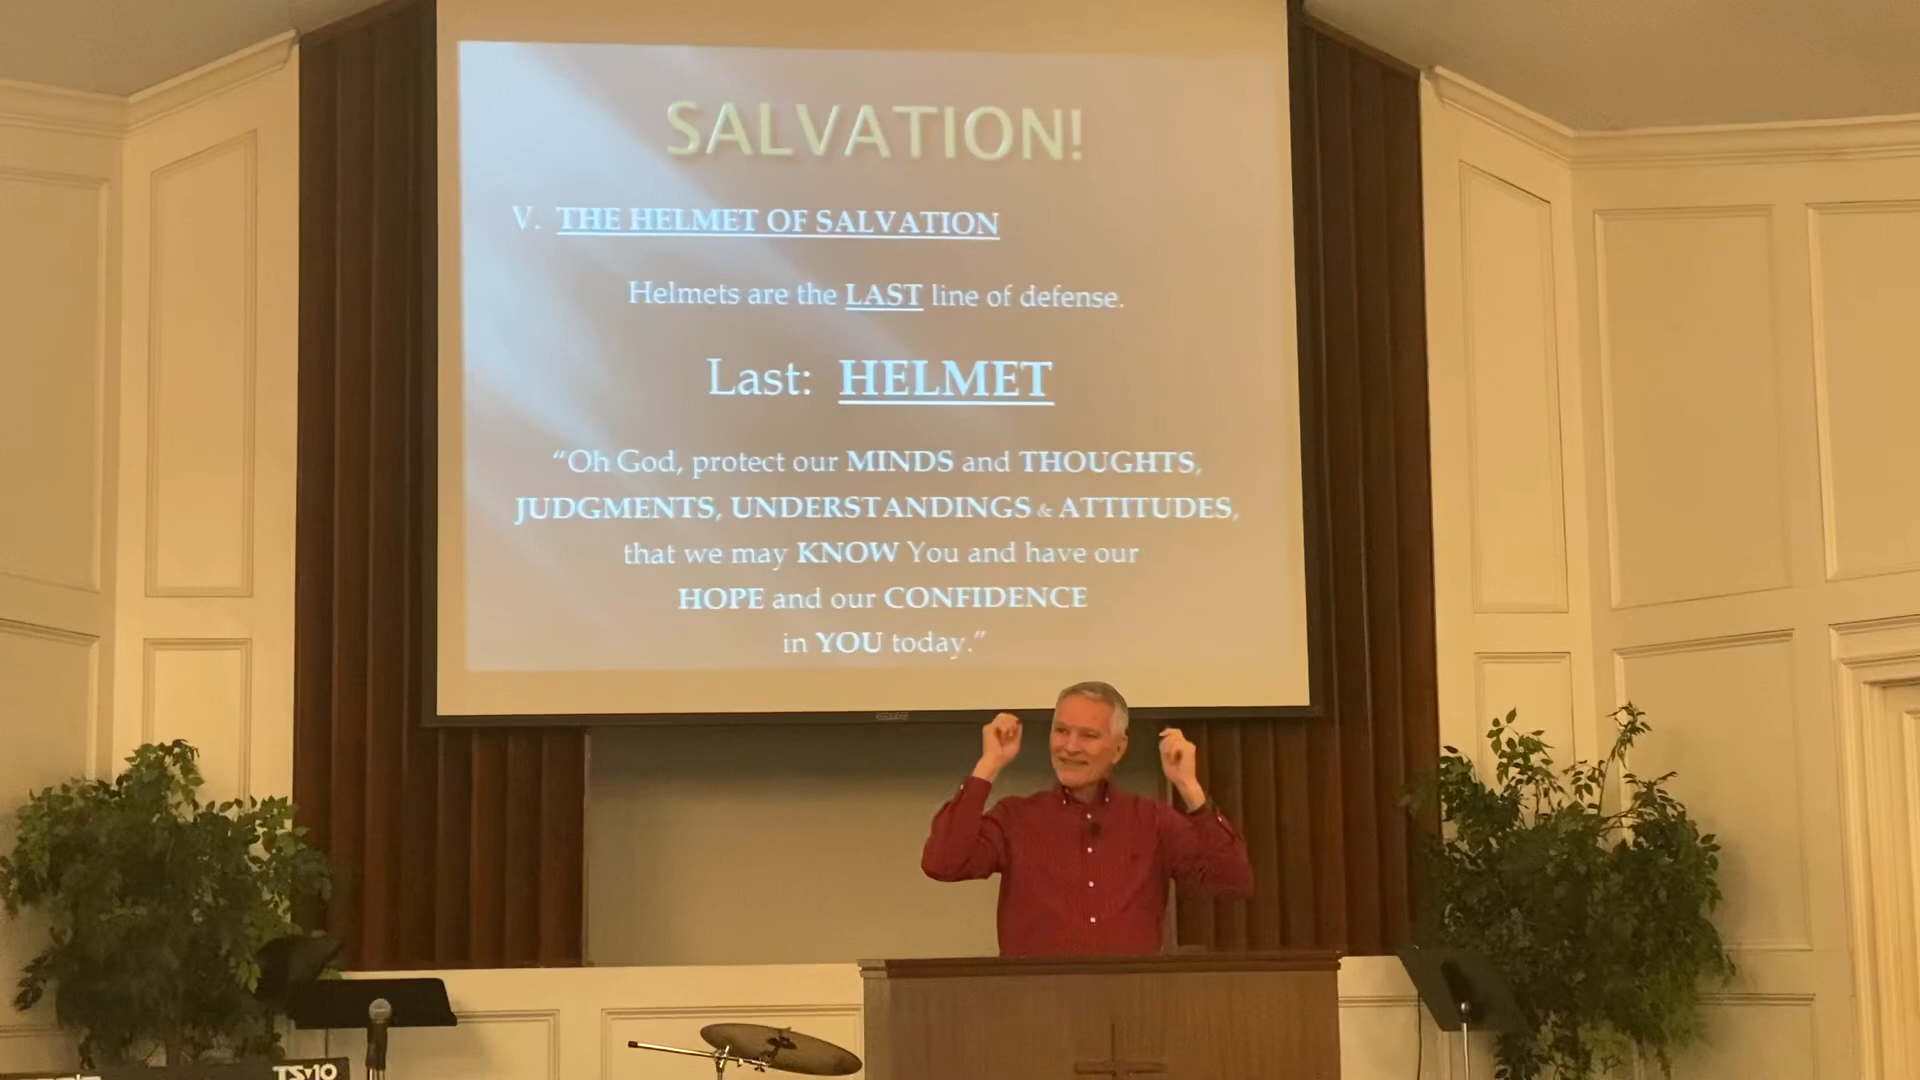 SALVATION!
V. THE HELMET OF SALVATION
Helmets are the LAST line of defense.
Last: HELMET
“Oh God, protect our MINDS and THOUGHTS,
JUDGMENTS, UNDERSTANDINGS & ATTITUDES,
that we may KNOW You and have our
HOPE and our CONFIDENCE
in YOU today.”